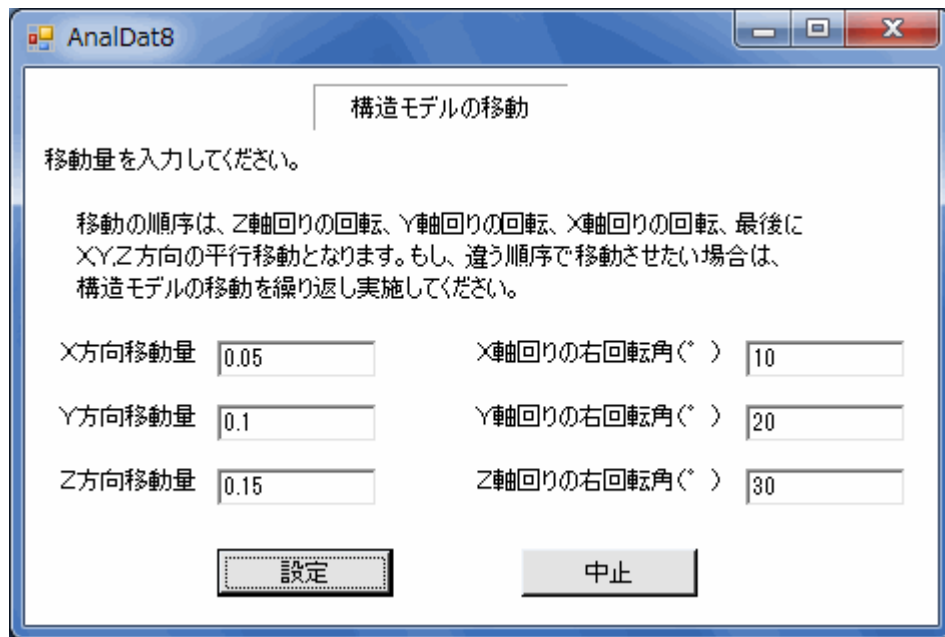 AnalDat8
構造モデルの移動
移動量を入力してください。
移動の順序は、Z軸回りの回転、Y軸回りの回転、X軸回りの回転、最後に
X,Y,Z方向の平行移動となります。もし、違う順序で移動させたい場合は、
構造モデルの移動を繰り返し実施してください。
X方向移動量 0.05 X軸回りの右回転角(°) 10
Y方向移動量 0.1 Y軸回りの右回転角(°) 20
Z方向移動量 0.15 Z軸回りの右回転角(°) 30
設定 中止